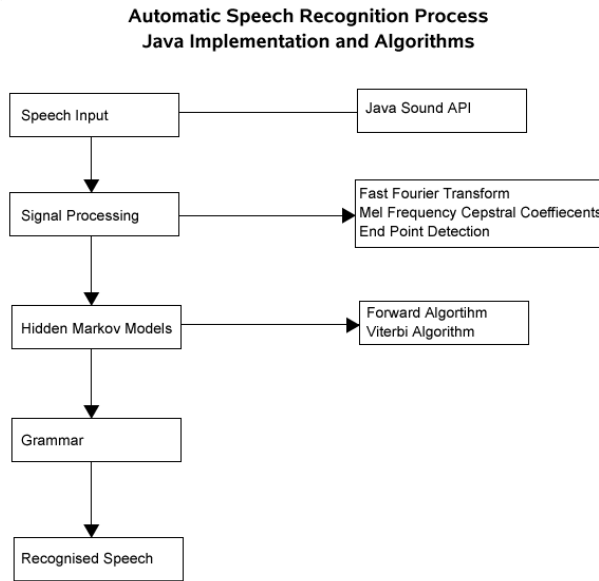 Automatic Speech Recognition Process
Java Implementation and Algorithms
Speech Input
Java Sound API
Signal Processing
Fast Fourier Transform
Mel Frequency Cepstral Coeffiecents
End Point Detection
Hidden Markov Models
Forward Algortihm
Viterbi Algorithm
Grammar
Recognised Speech